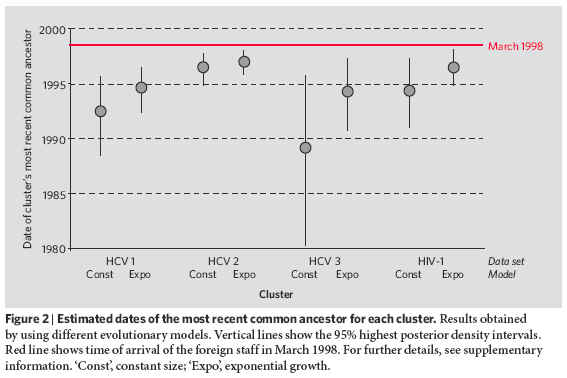 2000
March 1998
1995
1990
1985
1980
Date of cluster's most recent common ancestor
HCV 1 HCV 2 HCV 3 HIV-1 Data set
Const Expo Const Expo Const Expo Const Expo Model
Cluster
Figure 2 | Estimated dates of the most recent common ancestor for each cluster. Results obtained
by using different evolutionary models. Vertical lines show the 95% highest posterior density intervals.
Red line shows time of arrival of the foreign staff in March 1998. For further details, see supplementary
information. ‘Const’, constant size; ‘Expo’, exponential growth.